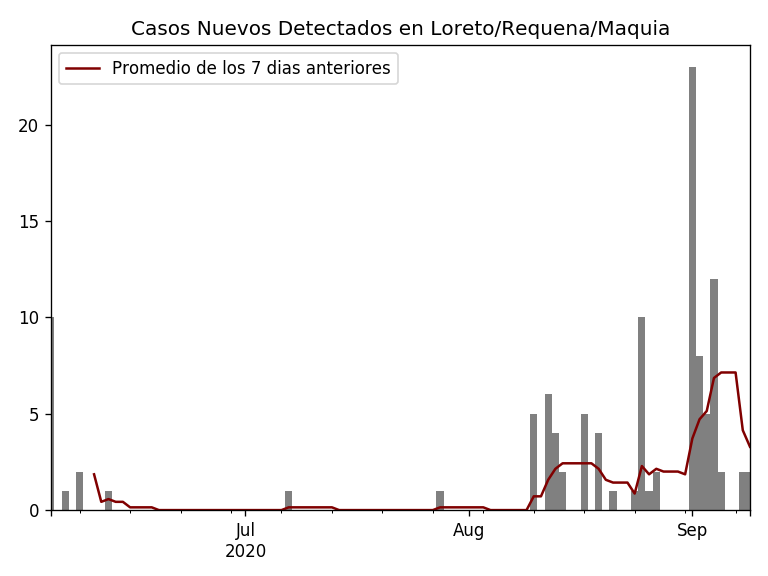 Casos Nuevos Detectados en Loreto/Requena/Maquia
Promedio de los 7 dias anteriores
20
15
10
5
0
Jul
2020
Aug
Sep